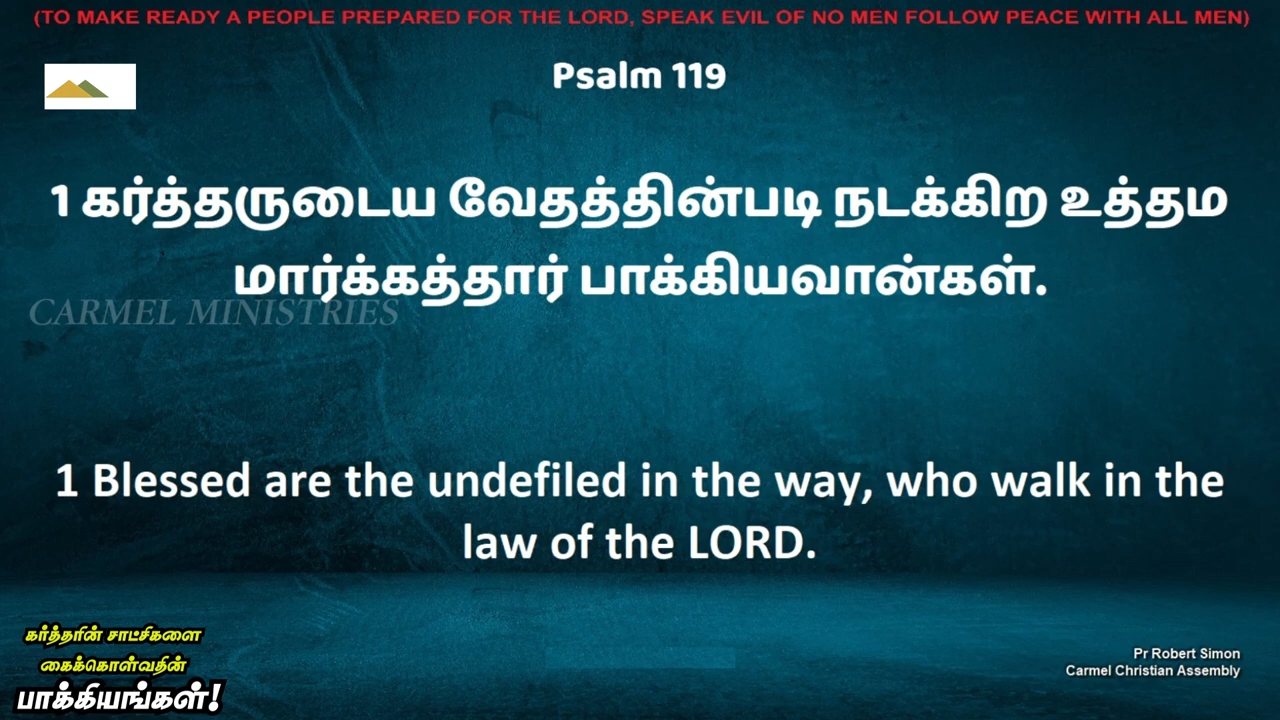 (TO MAKE READY A PEOPLE PREPARED FOR THE LORD, SPEAK EVIL OF NO MEN FOLLOW PEACE WITH ALL MEN)
Psalm 119
1 கர்த்தருடைய வேதத்தின்படி நடக்கிற உத்தம
மார்க்கத்தார் பாக்கியவான்கள்.
CARMEL MINISTRIES
1 Blessed are the undefiled in the way, who walk in the
law of the LORD.
கர்த்தரின் சாட்சிகளை
கைக்கொள்வதின்
பாக்கியங்கள்!
Pr Robert Simon
Carmel Christian Assembly